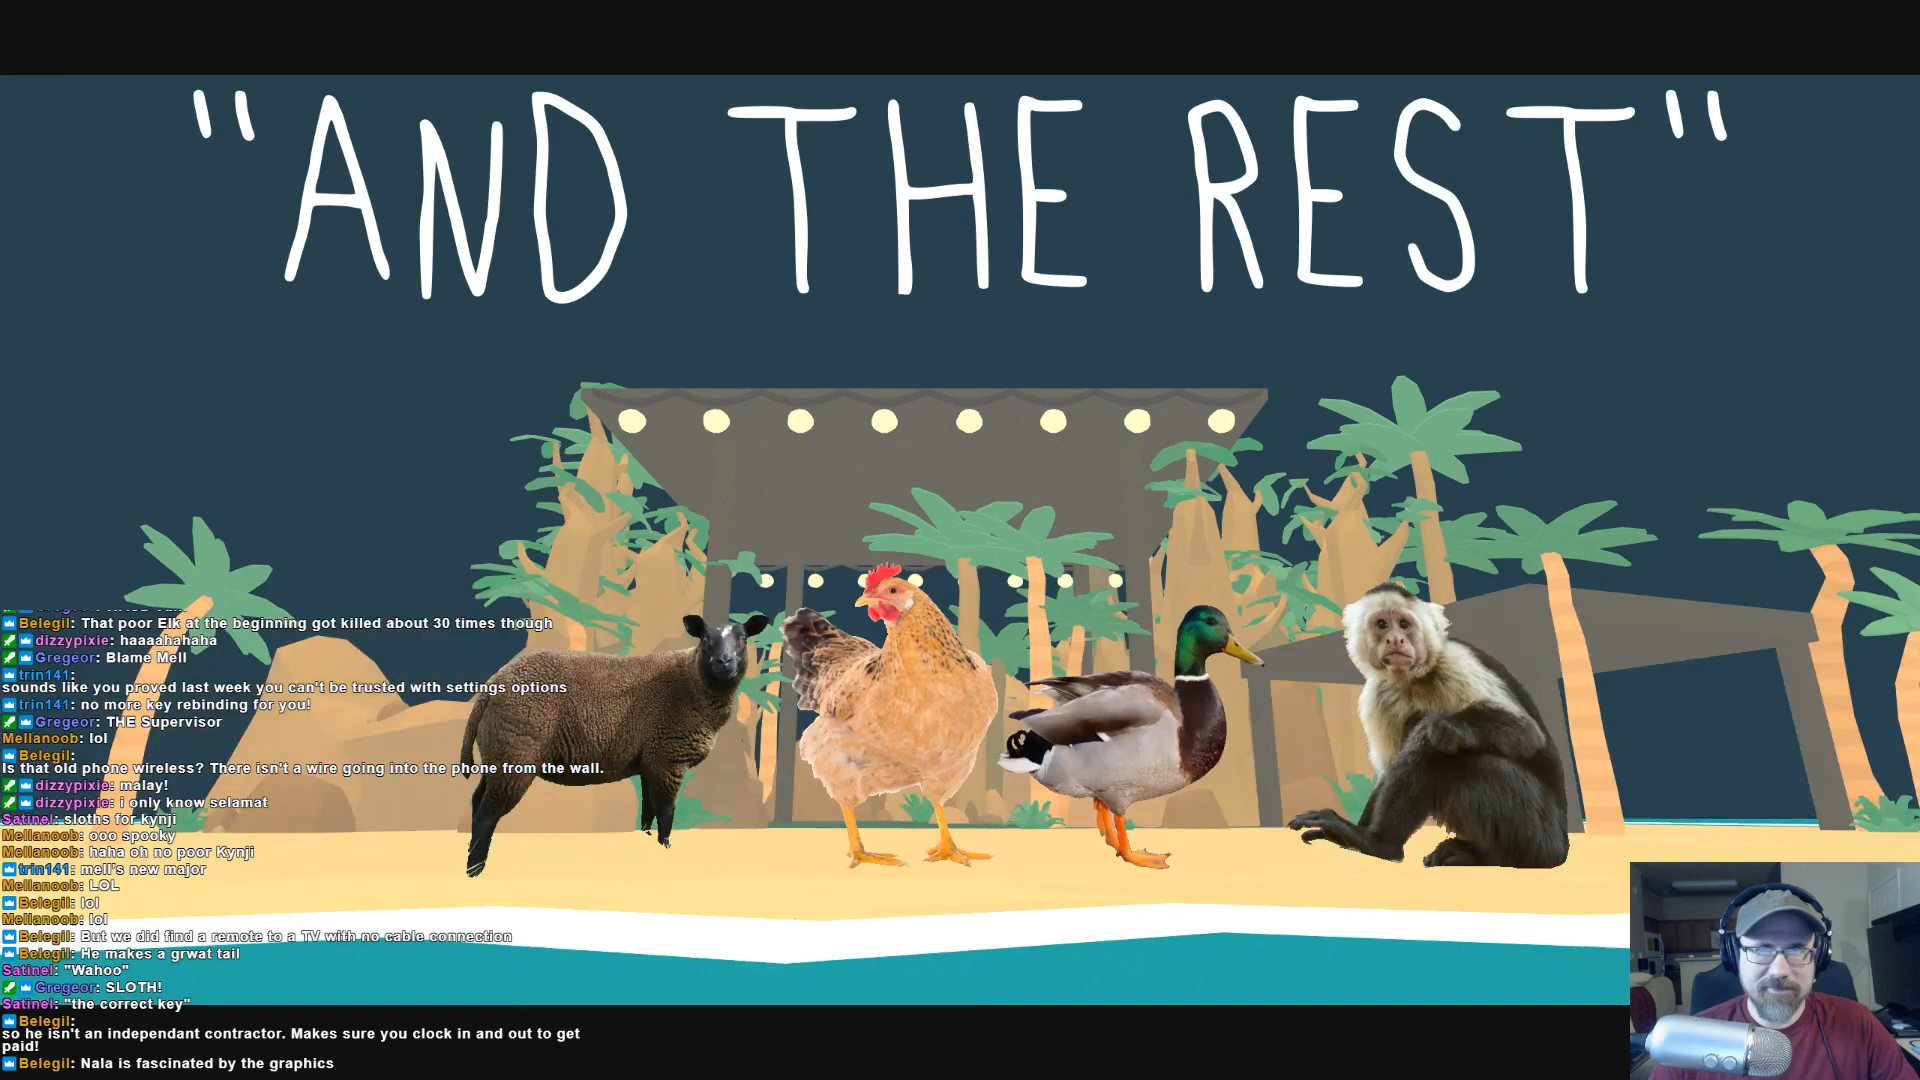 "AND THE REST"
Belegil: That poor Elk at the beginning got killed about 30 times though
dizzypixie: haaaahahaha
Gregeor: Blame Mell
trin141:
sounds like you proved last week you can't be trusted with settings options
trin141: no more key rebinding for you!
Gregeor: THE Supervisor
Mellanoob: lol
Belegil:
Is that old phone wireless? There isn't a wire going into the phone from the wall.
dizzypixie: malay!
dizzypixie: i only know selamat
Satinel: sloths for kynji
Mellanoob: ooo spooky
Mellanoob: haha oh no poor Kynji
trin141: mell's new major
Mellanoob: LOL
Belegil: lol
Mellanoob: lol
Belegil: But we did find a remote to a TV with no cable connection
Belegil: He makes a grwat tail
Satinel: "Wahoo"
Gregeor: SLOTH!
Satinel: "the correct key"
Belegil:
so he isn't an independant contractor. Makes sure you clock in and out to get
paid!
Belegil: Nala is fascinated by the graphics